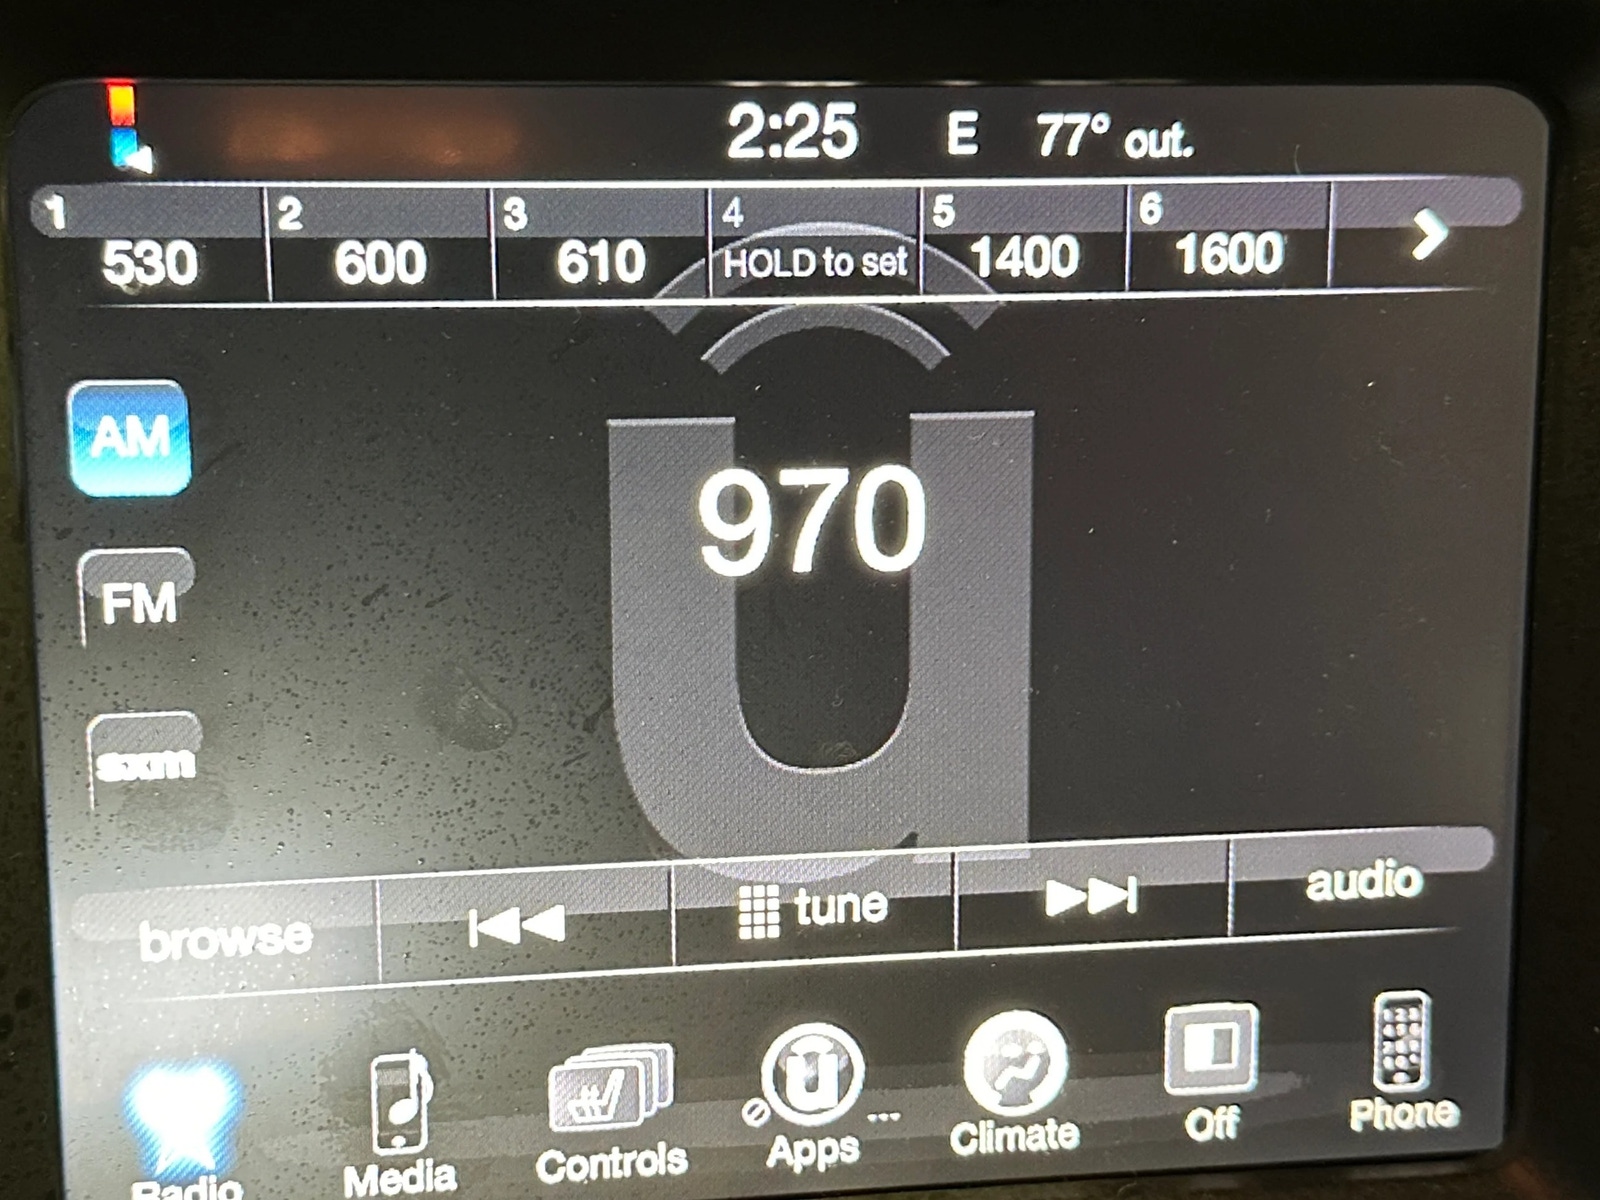 2:25 E 77° out.
1 2 3 4 5 6
530 600 610 HOLD to set 1400 1600
AM
970
FM
sxm
browse tune audio
Radio Media Controls Apps ... Climate Off Phone